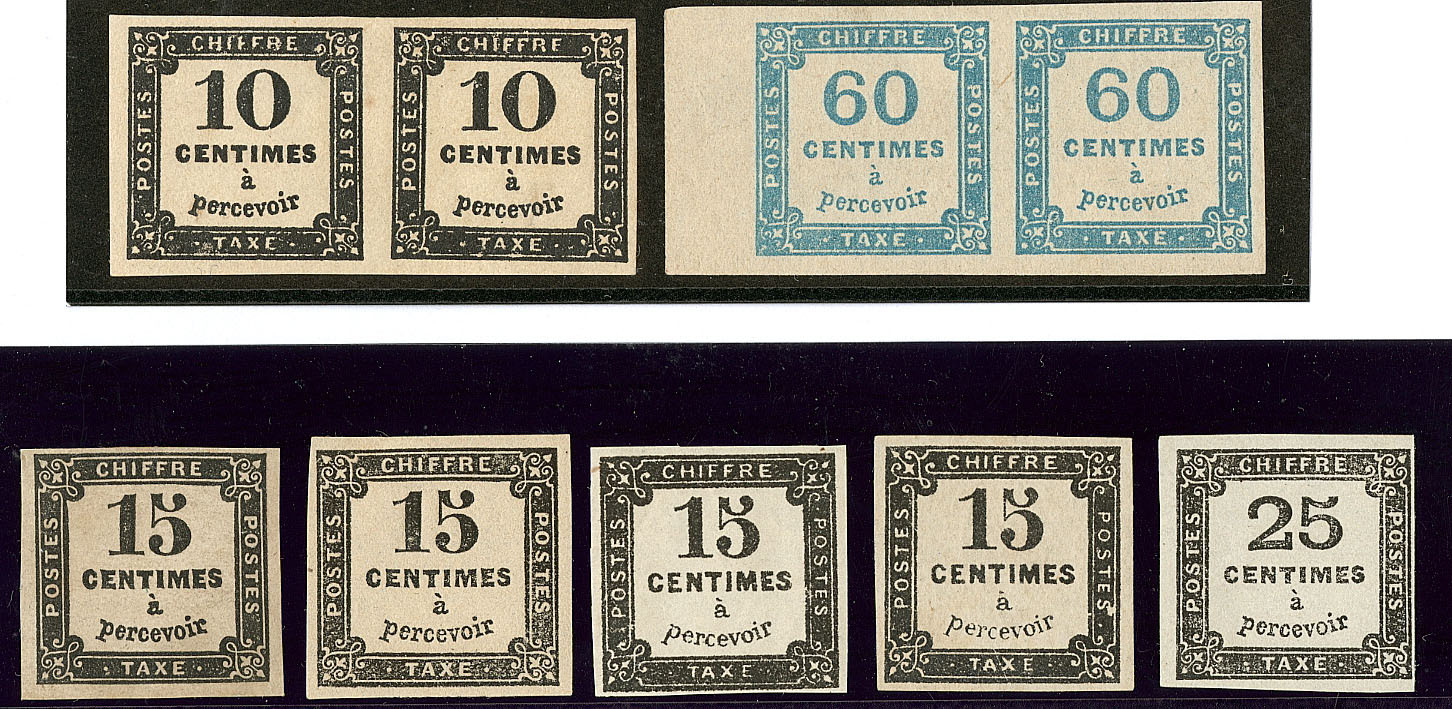 CHIFFRE
POSTES
10
CENTIMES
à
percevoir
POSTES
· TAXE ·
CHIFFRE
POSTES
10
CENTIMES
à
percevoir
POSTES
· TAXE ·
CHIFFRE
POSTES
60
CENTIMES
à
percevoir
POSTES
· TAXE ·
CHIFFRE
POSTES
60
CENTIMES
à
percevoir
POSTES
· TAXE ·
CHIFFRE
POSTES
15
CENTIMES
à
percevoir
POSTES
· TAXE ·
CHIFFRE
POSTES
15
CENTIMES
à
percevoir
POSTES
· TAXE ·
CHIFFRE
POSTES
15
CENTIMES
à
percevoir
POSTES
· TAXE ·
CHIFFRE
POSTES
15
CENTIMES
à
percevoir
POSTES
· TAXE ·
CHIFFRE
POSTES
25
CENTIMES
à
percevoir
POSTES
· TAXE ·